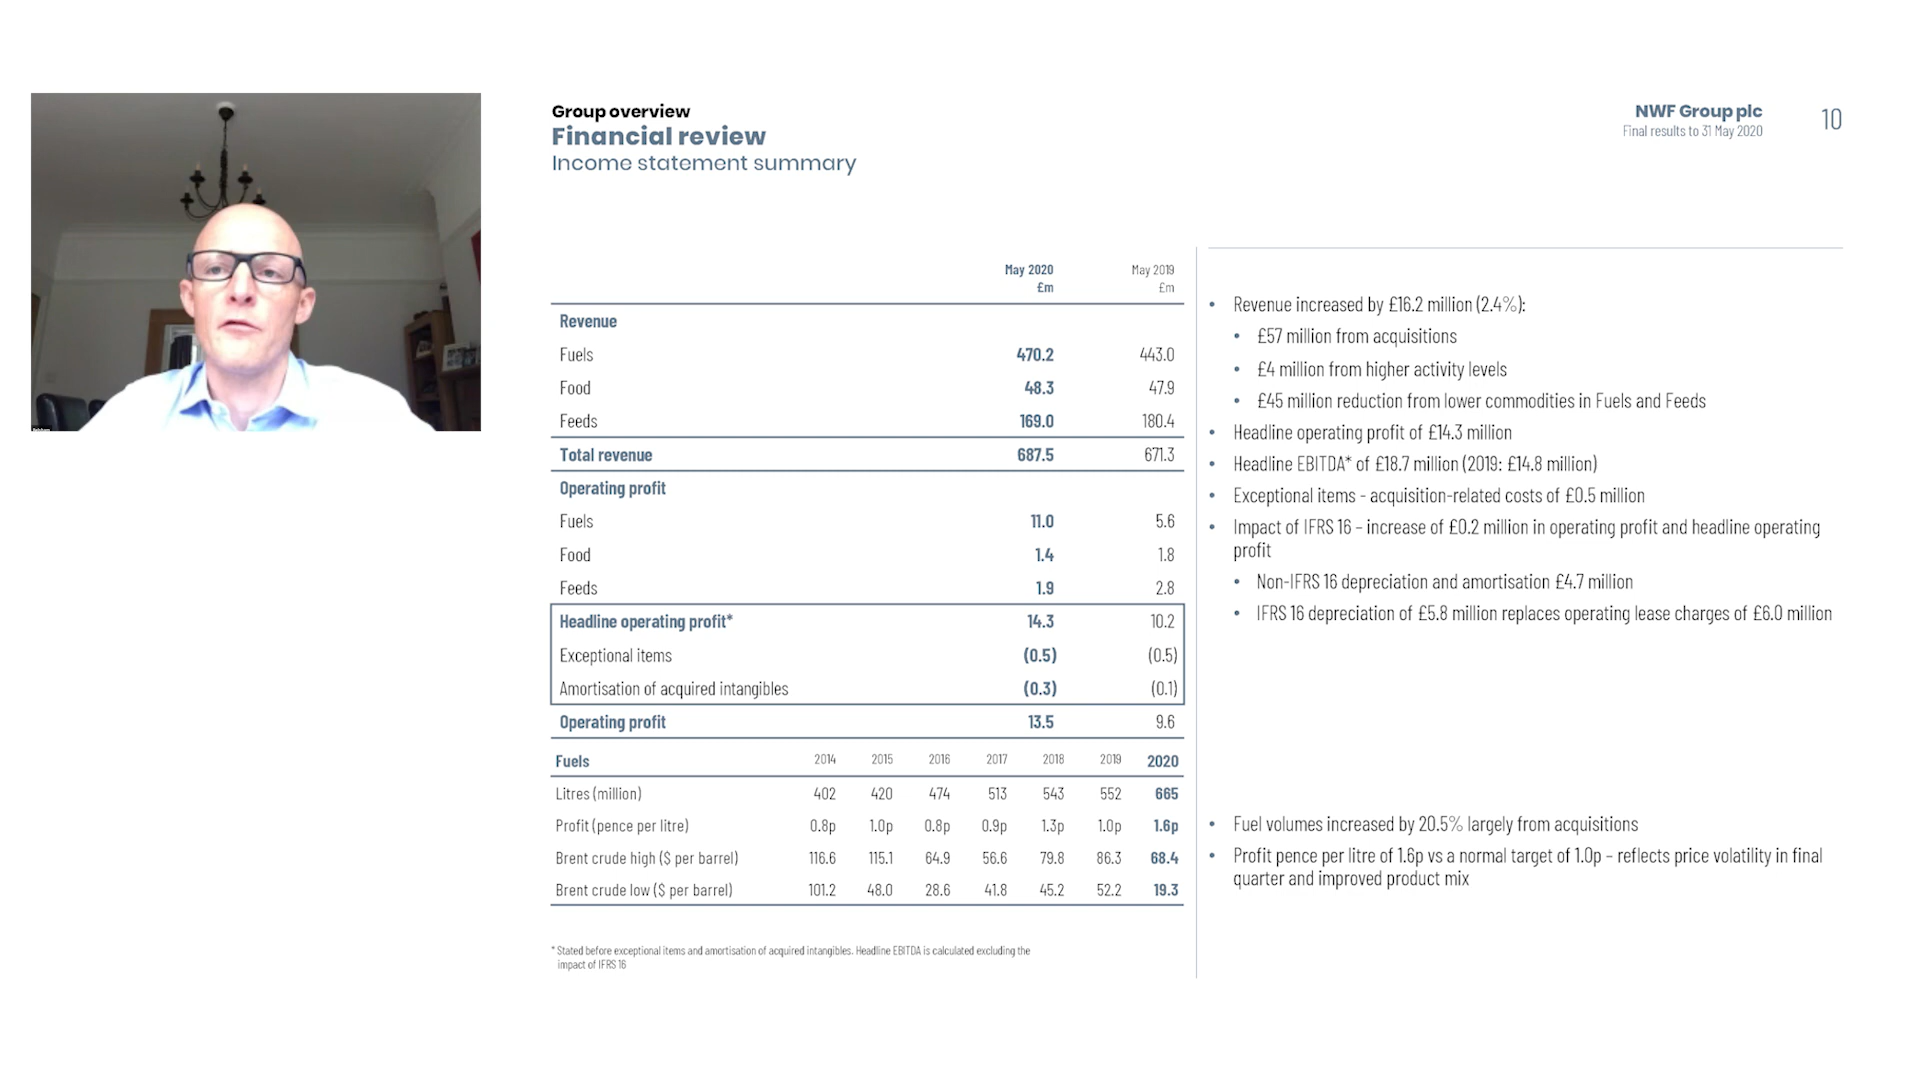 Group overview
Financial review
Income statement summary
NWF Group plc
Final results to 31 May 2020
10
May 2020 May 2019
£m £m
Revenue
Fuels 470.2 443.0
Food 48.3 47.9
Feeds 169.0 180.4
Total revenue 687.5 671.3
Operating profit
Fuels 11.0 5.6
Food 1.4 1.8
Feeds 1.9 2.8
Headline operating profit* 14.3 10.2
Exceptional items (0.5) (0.5)
Amortisation of acquired intangibles (0.3) (0.1)
Operating profit 13.5 9.6
Fuels 2014 2015 2016 2017 2018 2019 2020
Litres (million) 402 420 474 513 543 552 665
Profit (pence per litre) 0.8p 1.0p 0.8p 0.9p 1.3p 1.0p 1.6p
Brent crude high ($ per barrel) 116.6 115.1 64.9 56.6 79.8 86.3 68.4
Brent crude low ($ per barrel) 101.2 48.0 28.6 41.8 45.2 52.2 19.3
* Stated before exceptional items and amortisation of acquired intangibles. Headline EBITDA is calculated excluding the
impact of IFRS 16
• Revenue increased by £16.2 million (2.4%):
• £57 million from acquisitions
• £4 million from higher activity levels
• £45 million reduction from lower commodities in Fuels and Feeds
• Headline operating profit of £14.3 million
• Headline EBITDA* of £18.7 million (2019: £14.8 million)
• Exceptional items - acquisition-related costs of £0.5 million
• Impact of IFRS 16 – increase of £0.2 million in operating profit and headline operating
profit
• Non-IFRS 16 depreciation and amortisation £4.7 million
• IFRS 16 depreciation of £5.8 million replaces operating lease charges of £6.0 million
• Fuel volumes increased by 20.5% largely from acquisitions
• Profit pence per litre of 1.6p vs a normal target of 1.0p – reflects price volatility in final
quarter and improved product mix